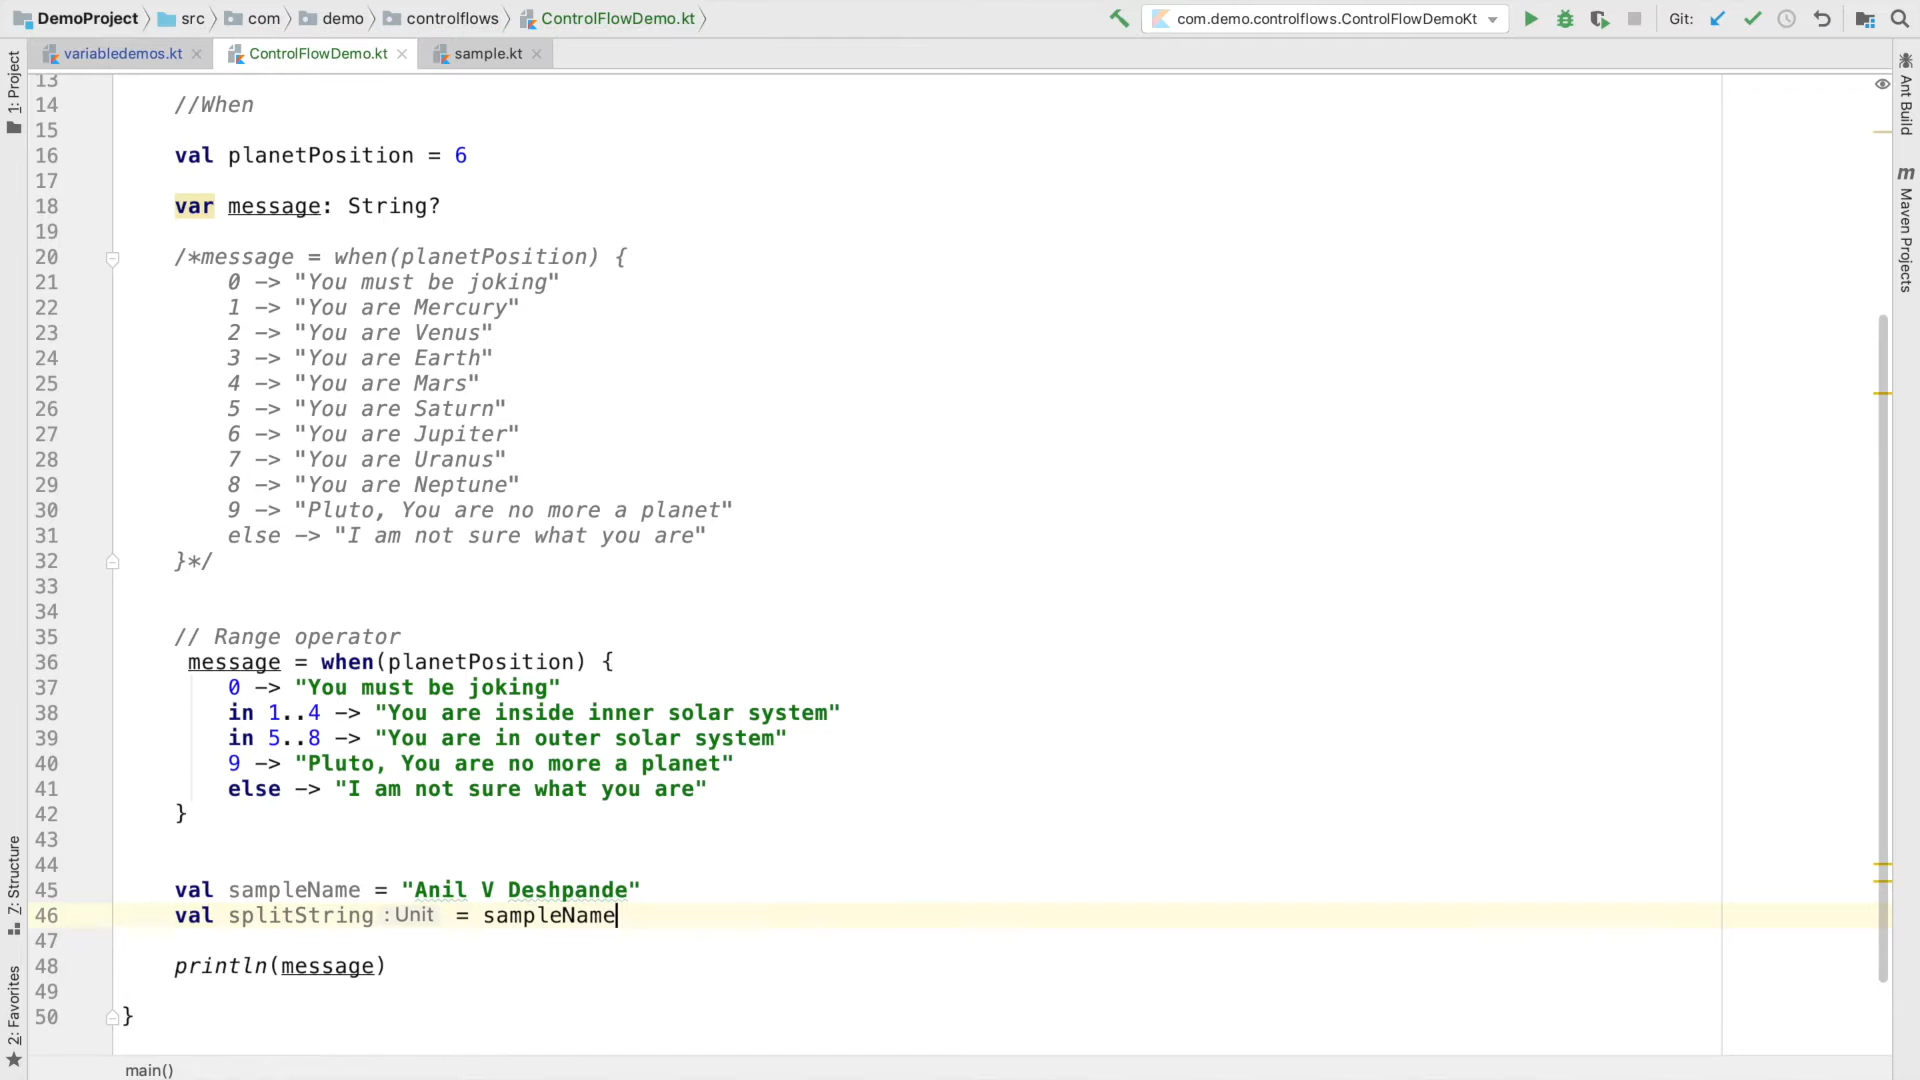 DemoProject src com demo controlflows ControlFlowDemo.kt com.demo.controlflows.ControlFlowDemoKt Git:
variabledemos.kt ControlFlowDemo.kt sample.kt
1: Project
7: Structure
2: Favorites
Ant Build
m Maven Projects
13
14 //When
15
16 val planetPosition = 6
17
18 var message: String?
19
20 /*message = when(planetPosition) {
21 0 -> "You must be joking"
22 1 -> "You are Mercury"
23 2 -> "You are Venus"
24 3 -> "You are Earth"
25 4 -> "You are Mars"
26 5 -> "You are Saturn"
27 6 -> "You are Jupiter"
28 7 -> "You are Uranus"
29 8 -> "You are Neptune"
30 9 -> "Pluto, You are no more a planet"
31 else -> "I am not sure what you are"
32 }*/
33
34
35 // Range operator
36 message = when(planetPosition) {
37 0 -> "You must be joking"
38 in 1..4 -> "You are inside inner solar system"
39 in 5..8 -> "You are in outer solar system"
40 9 -> "Pluto, You are no more a planet"
41 else -> "I am not sure what you are"
42 }
43
44
45 val sampleName = "Anil V Deshpande"
46 val splitString : Unit = sampleName
47
48 println(message)
49
50 }
main()